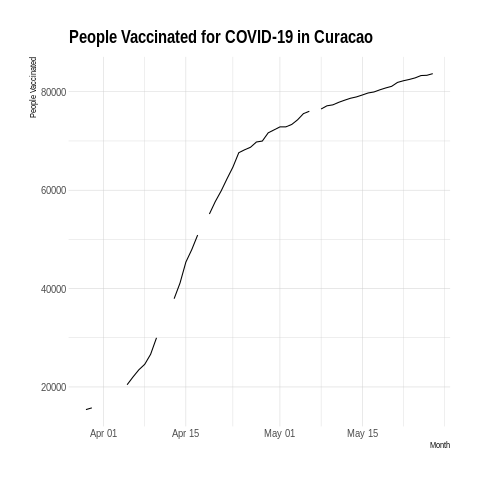 People Vaccinated for COVID-19 in Curacao
People Vaccinated
80000
60000
40000
20000
Apr 01
Apr 15
May 01
May 15
Month